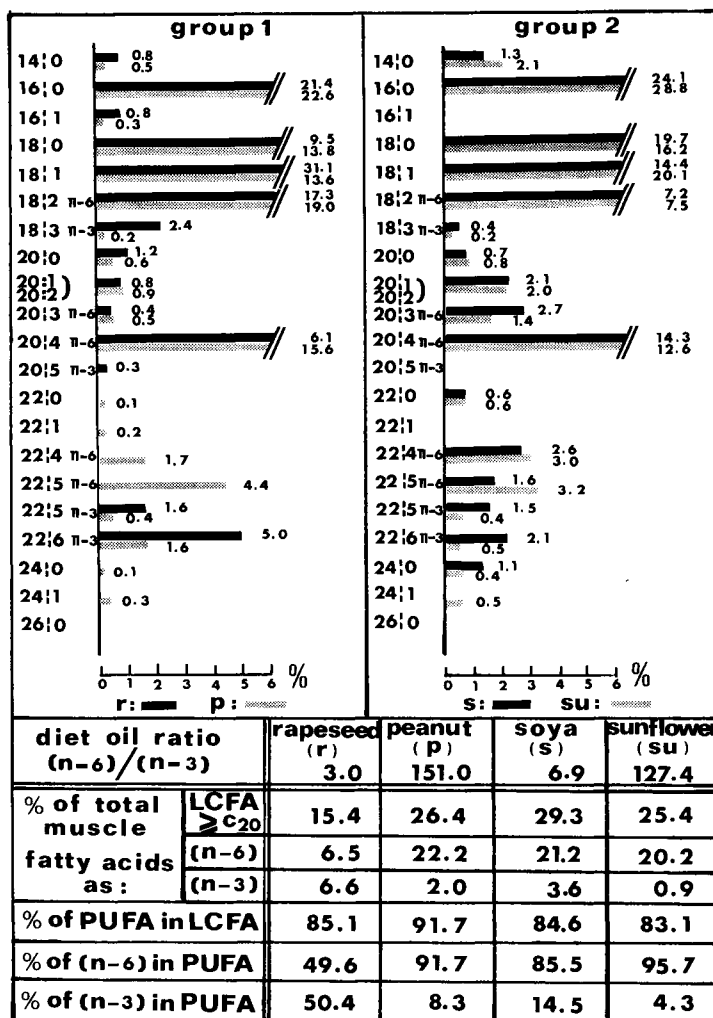 group 1
14¦0 0.8 0.5
16¦0 21.4 22.6
16¦1 0.8 0.3
18¦0 9.5 13.8
18¦1 31.1 13.6
18¦2 n-6 17.3 19.0
18¦3 n-3 2.4 0.2
20¦0 1.2 0.6
20¦1 20¦2 ) 0.8 0.9
20¦3 n-6 0.4 0.5
20¦4 n-6 6.1 15.6
20¦5 n-3 0.3
22¦0 0.1
22¦1 0.2
22¦4 n-6 1.7
22¦5 n-6 4.4
22¦5 n-3 1.6 0.4
22¦6 n-3 5.0 1.6
24¦0 0.1
24¦1 0.3
26¦0
0 1 2 3 4 5 6 %
r: p:
group 2
14¦0 1.3 2.1
16¦0 24.1 28.8
16¦1
18¦0 19.7 16.2
18¦1 14.4 20.1
18¦2 n-6 7.2 7.5
18¦3 n-3 0.4 0.2
20¦0 0.7 0.8
20¦1 20¦2 ) 2.1 2.0
20¦3 n-6 2.7 1.4
20¦4 n-6 14.3 12.6
20¦5 n-3
22¦0 0.6 0.6
22¦1
22¦4 n-6 2.6 3.0
22¦5 n-6 1.6 3.2
22¦5 n-3 1.5 0.4
22¦6 n-3 2.1 0.5
24¦0 1.1 0.4
24¦1 0.5
26¦0
0 1 2 3 4 5 6 %
s: su:
diet oil ratio rapeseed peanut soya sunflower
(n-6)/(n-3) (r) (p) (s) (su)
3.0 151.0 6.9 127.4
% of total muscle fatty acids as:
LCFA ⩾C20 15.4 26.4 29.3 25.4
(n-6) 6.5 22.2 21.2 20.2
(n-3) 6.6 2.0 3.6 0.9
% of PUFA in LCFA 85.1 91.7 84.6 83.1
% of (n-6) in PUFA 49.6 91.7 85.5 95.7
% of (n-3) in PUFA 50.4 8.3 14.5 4.3